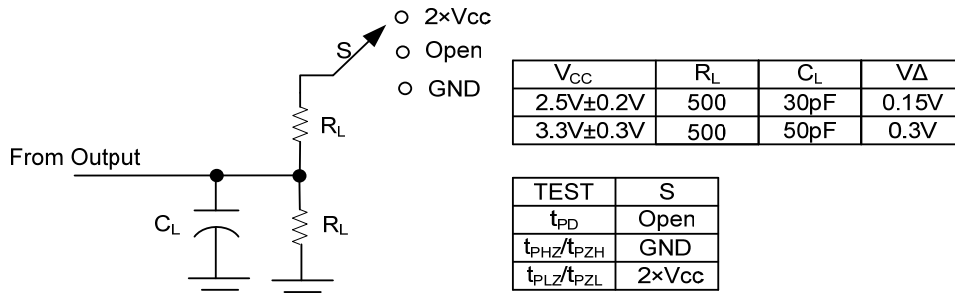 2×Vcc
S
Open
GND
R_L
From Output
C_L
R_L
V_CC R_L C_L VΔ
2.5V±0.2V 500 30pF 0.15V
3.3V±0.3V 500 50pF 0.3V
TEST S
t_PD Open
t_PHZ/t_PZH GND
t_PLZ/t_PZL 2×Vcc